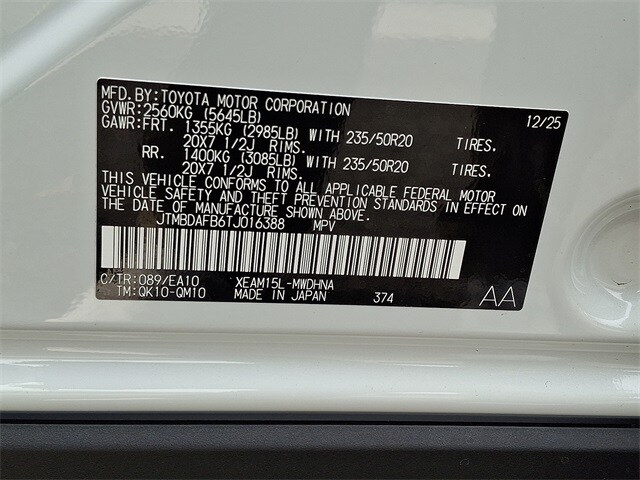 MFD.BY:TOYOTA MOTOR CORPORATION 12/25
GVWR:2560KG (5645LB)
GAWR:FRT. 1355KG (2985LB) WITH 235/50R20 TIRES.
20X7 1/2J RIMS.
RR. 1400KG (3085LB) WITH 235/50R20 TIRES.
20X7 1/2J RIMS.
THIS VEHICLE CONFORMS TO ALL APPLICABLE FEDERAL MOTOR
VEHICLE SAFETY AND THEFT PREVENTION STANDARDS IN EFFECT ON
THE DATE OF MANUFACTURE SHOWN ABOVE.
JTMBDAFB6TJ016388 MPV
C/TR:089/EA10 XEAM15L-MWDHNA
TM:QK10-QM10 MADE IN JAPAN 374 AA